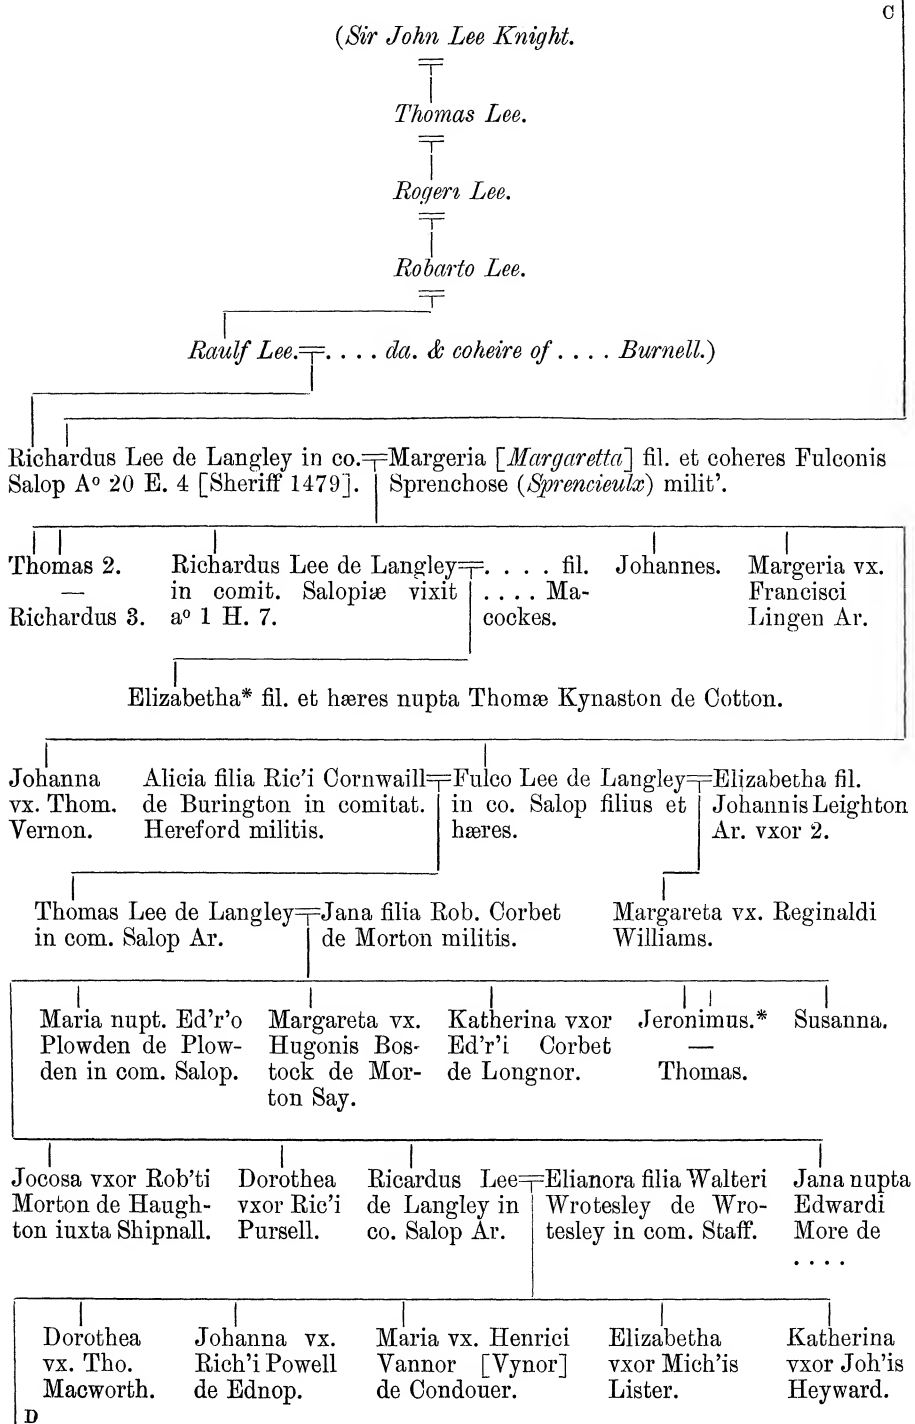 C
(Sir John Lee Knight.
Thomas Lee.
Rogeri Lee.
Robarto Lee.
Raulf Lee. . . . . da. & coheire of . . . . Burnell.)
Richardus Lee de Langley in co.
Salop Aº 20 E. 4 [Sheriff 1479].
Margeria [Margaretta] fil. et coheres Fulconis
Sprenchose (Sprencieulx) milit'.
Thomas 2.
—
Richardus 3.
Richardus Lee de Langley
in comit. Salopiæ vixit
aº 1 H. 7.
. . . . fil.
. . . . Ma-
cockes.
Johannes.
Margeria vx.
Francisci
Lingen Ar.
Elizabetha* fil. et hæres nupta Thomæ Kynaston de Cotton.
Johanna
vx. Thom.
Vernon.
Alicia filia Ric'i Cornwaill
de Burington in comitat.
Hereford militis.
Fulco Lee de Langley
in co. Salop filius et
hæres.
Elizabetha fil.
Johannis Leighton
Ar. vxor 2.
Thomas Lee de Langley
in com. Salop Ar.
Jana filia Rob. Corbet
de Morton militis.
Margareta vx. Reginaldi
Williams.
Maria nupt. Ed'r'o
Plowden de Plow-
den in com. Salop.
Margareta vx.
Hugonis Bos-
tock de Mor-
ton Say.
Katherina vxor
Ed'r'i Corbet
de Longnor.
Jeronimus.*
—
Thomas.
Susanna.
Jocosa vxor Rob'ti
Morton de Haugh-
ton iuxta Shipnall.
Dorothea
vxor Ric'i
Pursell.
Ricardus Lee
de Langley in
co. Salop Ar.
Elianora filia Walteri
Wrotesley de Wro-
tesley in com. Staff.
Jana nupta
Edwardi
More de
. . . .
Dorothea
vx. Tho.
Macworth.
Johanna vx.
Rich'i Powell
de Ednop.
Maria vx. Henrici
Vannor [Vynor]
de Condouer.
Elizabetha
vxor Mich'is
Lister.
Katherina
vxor Joh'is
Heyward.
D